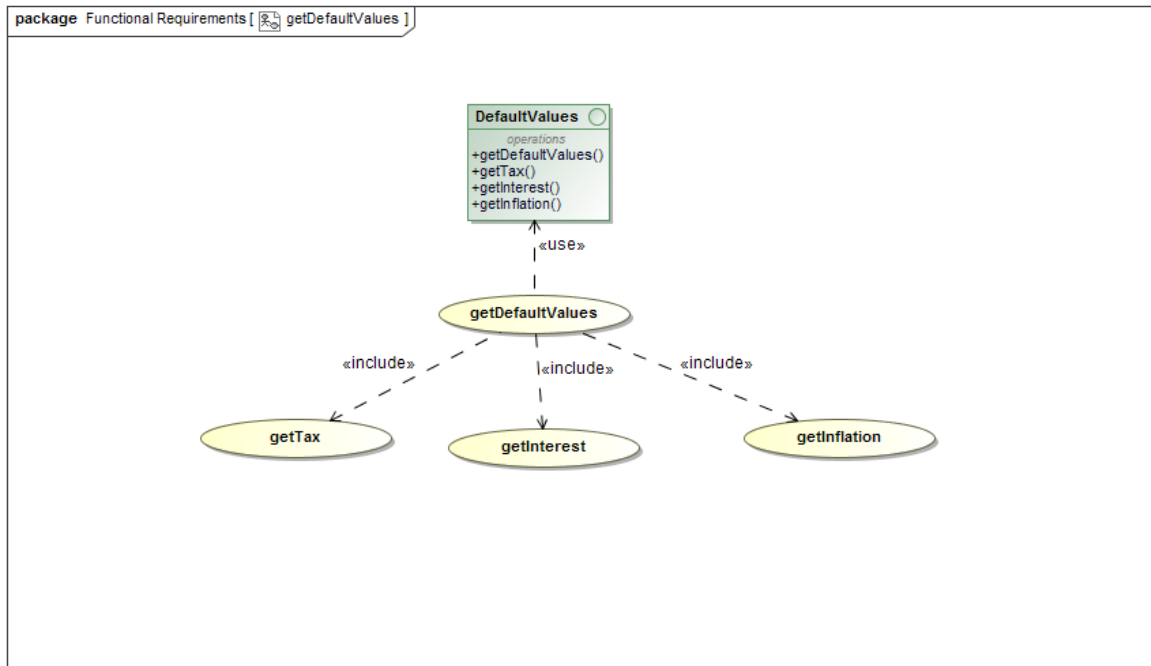 package Functional Requirements [ getDefaultValues ]
DefaultValues
operations
+getDefaultValues()
+getTax()
+getInterest()
+getInflation()
«use»
getDefaultValues
«include»
«include»
«include»
getTax
getInterest
getInflation